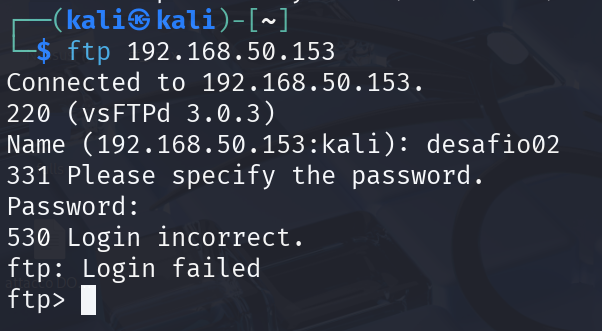 ┌──(kali㉿kali)-[~]
└─$ ftp 192.168.50.153
Connected to 192.168.50.153.
220 (vsFTPd 3.0.3)
Name (192.168.50.153:kali): desafio02
331 Please specify the password.
Password:
530 Login incorrect.
ftp: Login failed
ftp>